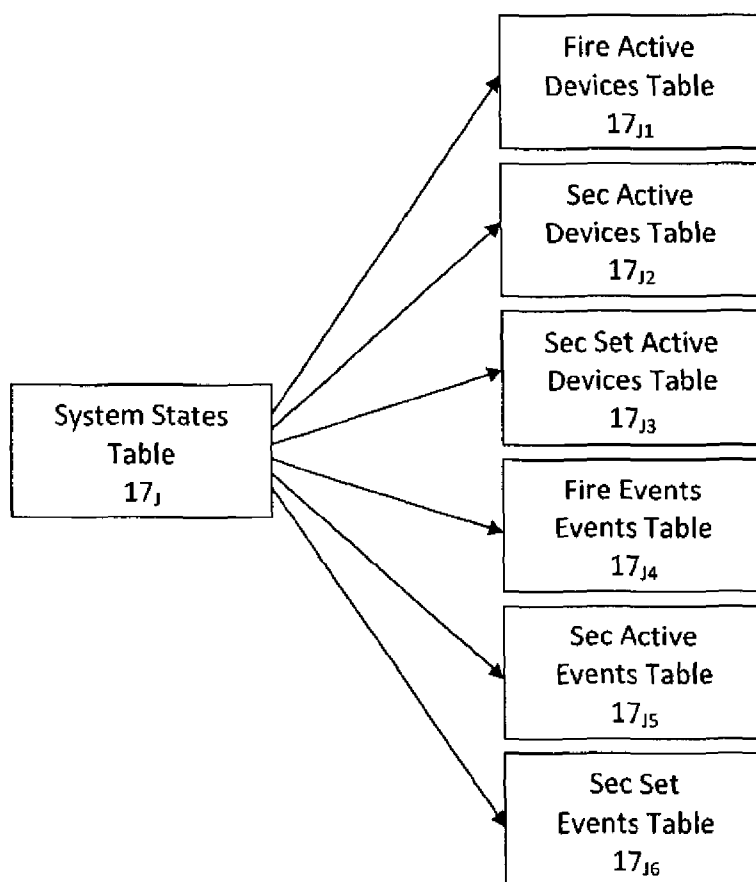 Fire Active
Devices Table
17J1
Sec Active
Devices Table
17J2
Sec Set Active
Devices Table
17J3
System States
Table
17J
Fire Events
Events Table
17J4
Sec Active
Events Table
17J5
Sec Set
Events Table
17J6